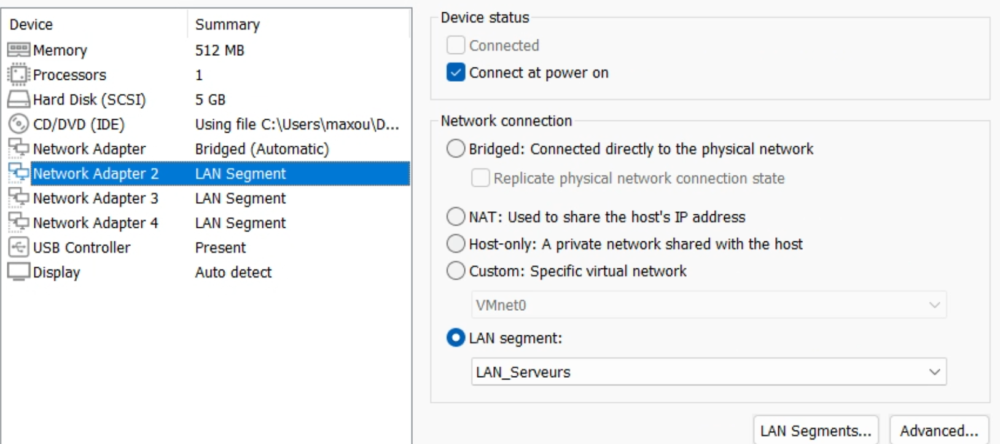 Device Summary
Memory 512 MB
Processors 1
Hard Disk (SCSI) 5 GB
CD/DVD (IDE) Using file C:\Users\maxou\D...
Network Adapter Bridged (Automatic)
Network Adapter 2 LAN Segment
Network Adapter 3 LAN Segment
Network Adapter 4 LAN Segment
USB Controller Present
Display Auto detect
Device status
Connected
Connect at power on
Network connection
Bridged: Connected directly to the physical network
Replicate physical network connection state
NAT: Used to share the host's IP address
Host-only: A private network shared with the host
Custom: Specific virtual network
VMnet0
LAN segment:
LAN_Serveurs
LAN Segments... Advanced...